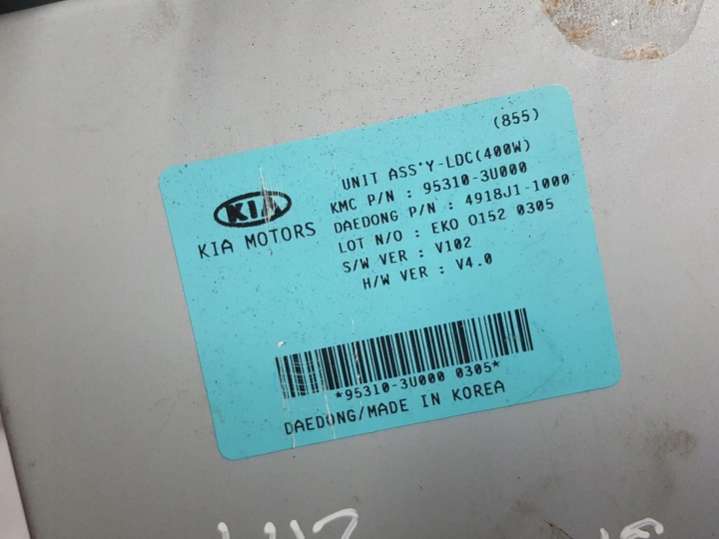 (855)
UNIT ASS'Y-LDC(400W)
KIA
KMC P/N : 95310-3U000
KIA MOTORS
DAEDONG P/N : 4918J1-1000
LOT N/O : EKO O152 0305
S/W VER : V102
H/W VER : V4.0
*95310-3U000 0305*
DAEDONG/MADE IN KOREA